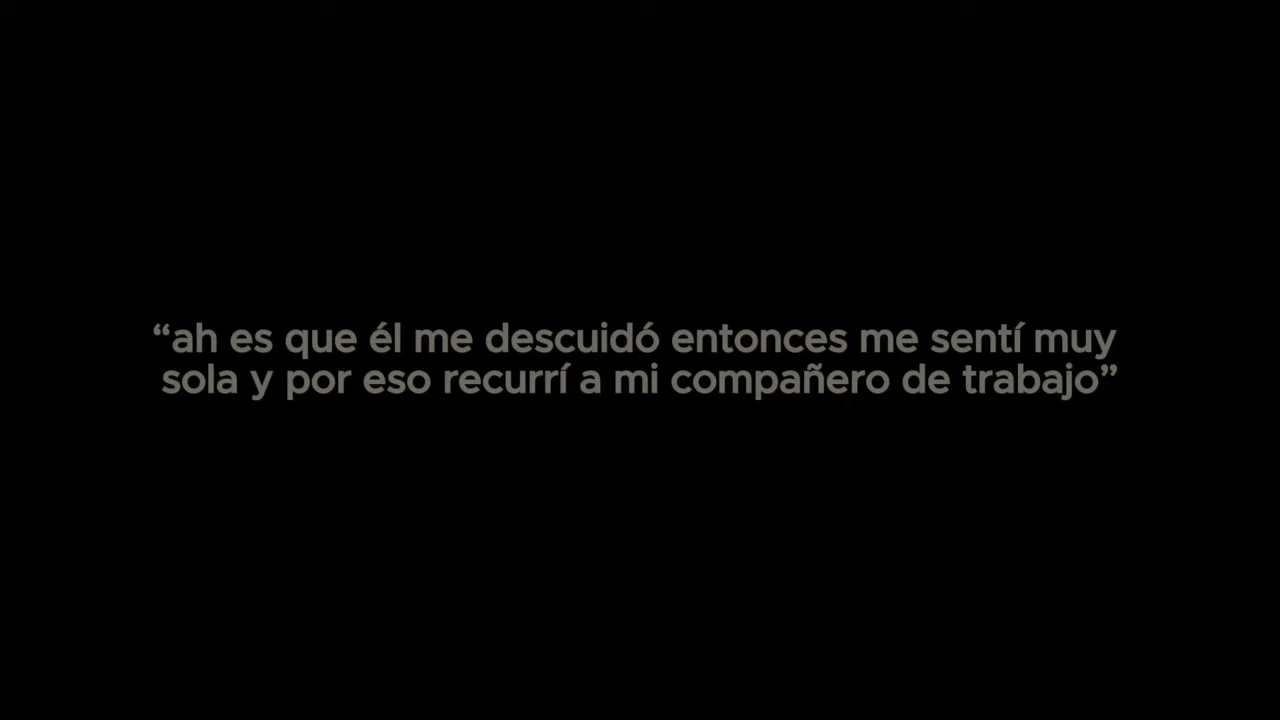 “ah es que él me descuidó entonces me sentí muy
sola y por eso recurrí a mi compañero de trabajo”